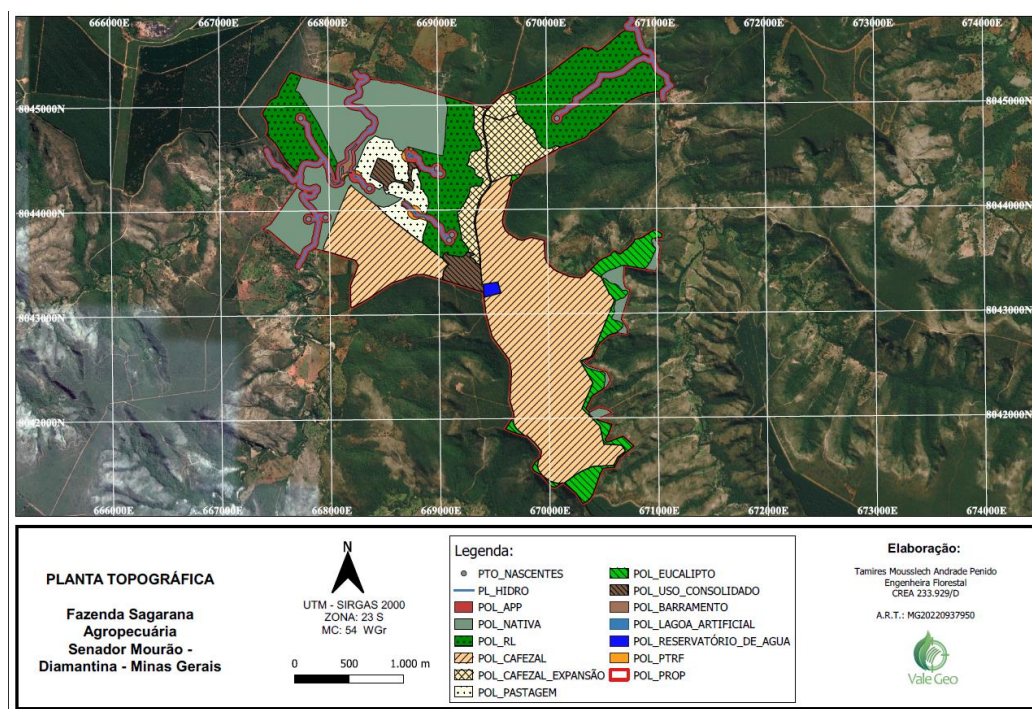 666000E 667000E 668000E 669000E 670000E 671000E 672000E 673000E 674000E
8045000N 8045000N
8044000N 8044000N
8043000N 8043000N
8042000N 8042000N
666000E 667000E 668000E 669000E 670000E 671000E 672000E 673000E 674000E
PLANTA TOPOGRÁFICA
Fazenda Sagarana
Agropecuária
Senador Mourão -
Diamantina - Minas Gerais
N
UTM - SIRGAS 2000
ZONA: 23 S
MC: 54 WGr
0 500 1.000 m
Legenda:
PTO_NASCENTES
PL_HIDRO
POL_APP
POL_NATIVA
POL_RL
POL_CAFEZAL
POL_CAFEZAL_EXPANSÃO
POL_PASTAGEM
POL_EUCALIPTO
POL_USO_CONSOLIDADO
POL_BARRAMENTO
POL_LAGOA_ARTIFICIAL
POL_RESERVATÓRIO_DE_AGUA
POL_PTRF
POL_PROP
Elaboração:
Tamires Mousslech Andrade Penido
Engenheira Florestal
CREA 233.929/D
A.R.T.: MG20220937950
Vale Geo